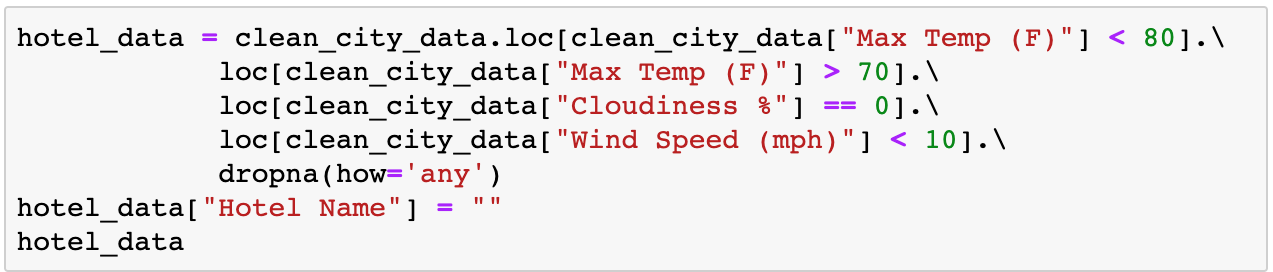 hotel_data = clean_city_data.loc[clean_city_data["Max Temp (F)"] < 80].\
            loc[clean_city_data["Max Temp (F)"] > 70].\
            loc[clean_city_data["Cloudiness %"] == 0].\
            loc[clean_city_data["Wind Speed (mph)"] < 10].\
            dropna(how='any')
hotel_data["Hotel Name"] = ""
hotel_data